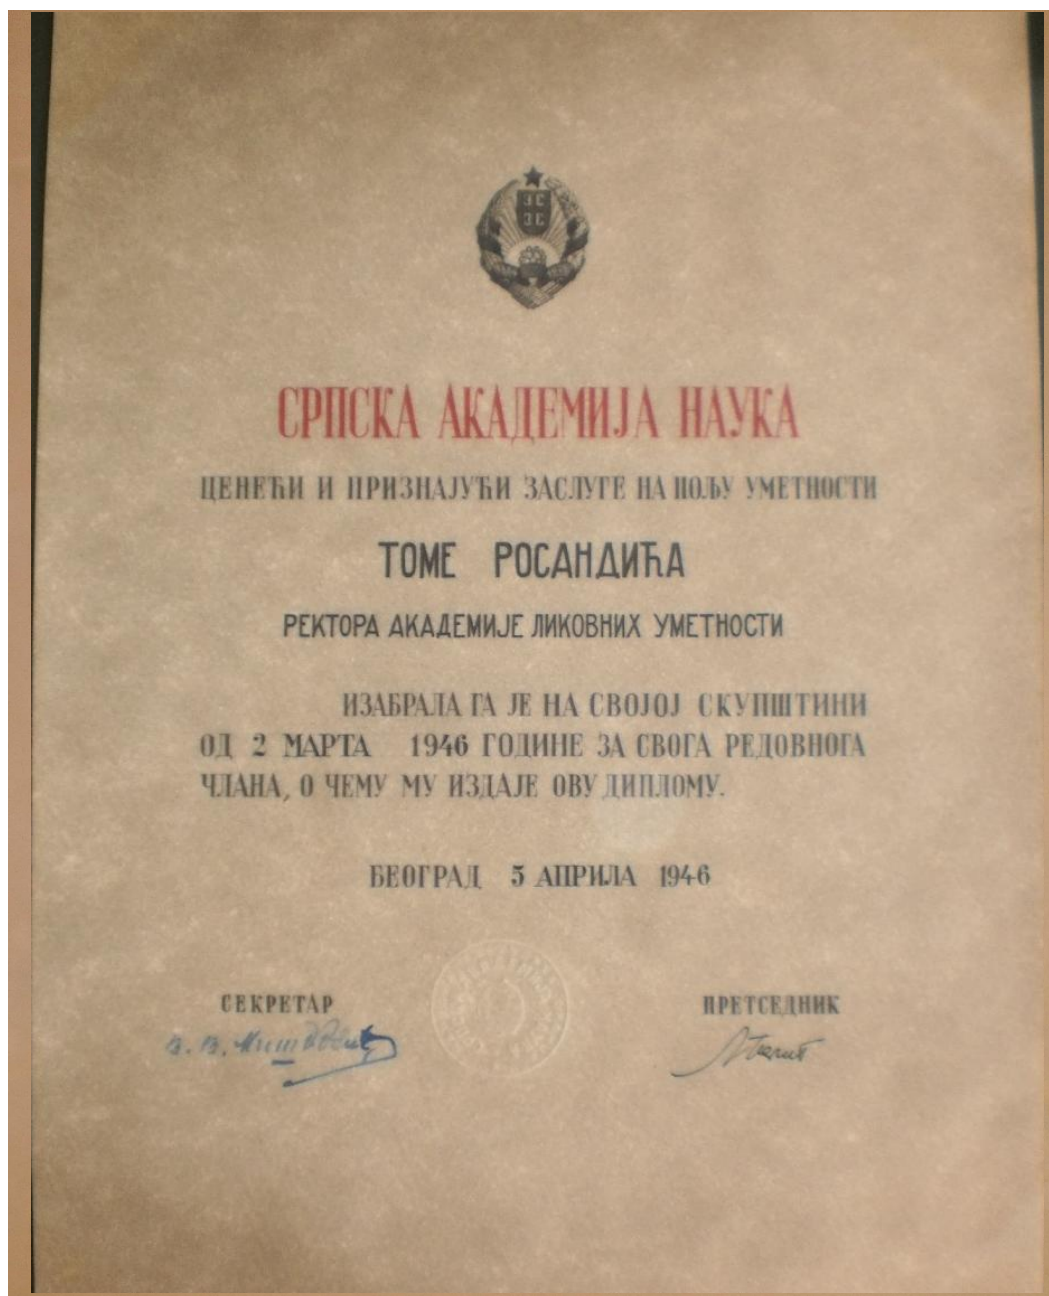 СРПСКА АКАДЕМИЈА НАУКА
ЦЕНЕЋИ И ПРИЗНАЈУЋИ ЗАСЛУГЕ НА ПОЉУ УМЕТНОСТИ
ТОМЕ РОСАНДИЋА
РЕКТОРА АКАДЕМИЈЕ ЛИКОВНИХ УМЕТНОСТИ
ИЗАБРАЛА ГА ЈЕ НА СВОЈОЈ СКУПШТИНИ
ОД 2 МАРТА 1946 ГОДИНЕ ЗА СВОГА РЕДОВНОГА
ЧЛАНА, О ЧЕМУ МУ ИЗДАЈЕ ОВУ ДИПЛОМУ.
БЕОГРАД 5 АПРИЛА 1946
СЕКРЕТАР ПРЕТСЕДНИК